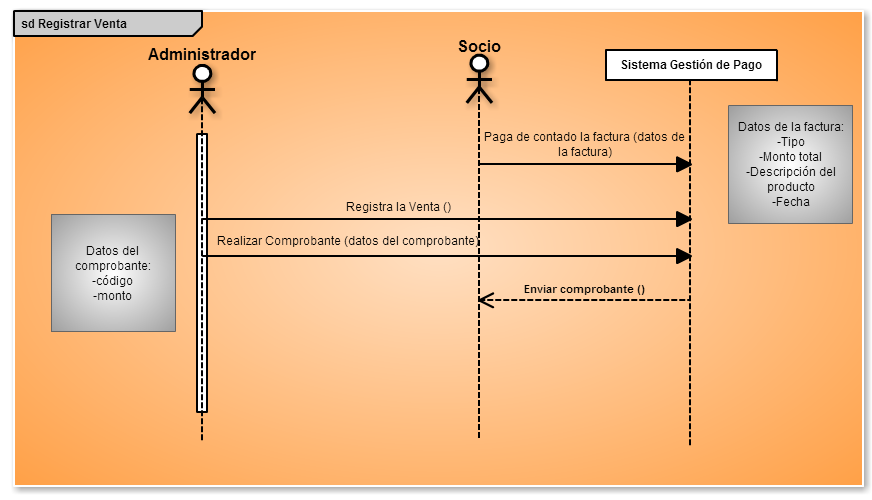 sd Registrar Venta
Administrador
Socio
Sistema Gestión de Pago
Paga de contado la factura (datos de
la factura)
Datos de la factura:
-Tipo
-Monto total
-Descripción del
producto
-Fecha
Registra la Venta ()
Realizar Comprobante (datos del comprobante)
Datos del
comprobante:
-código
-monto
Enviar comprobante ()